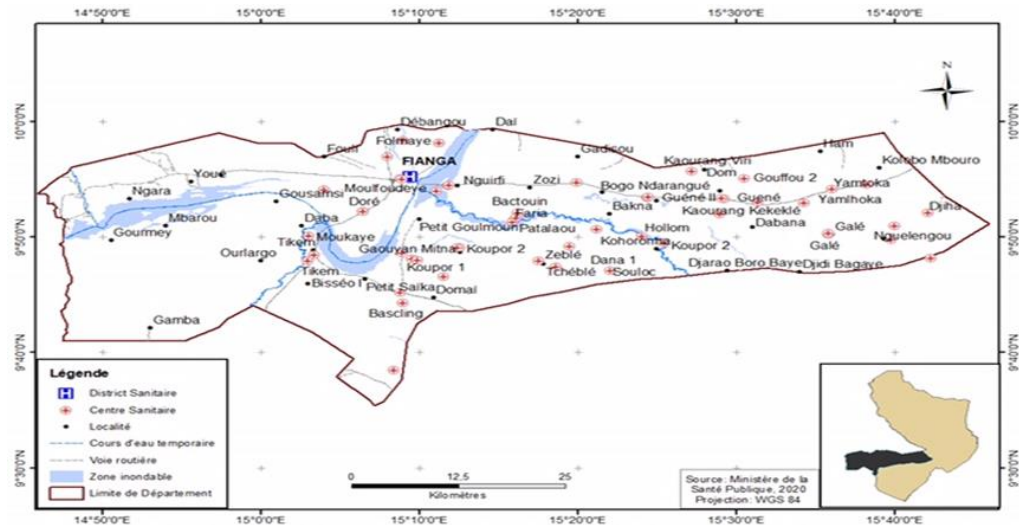 14°50'0"E 15°0'0"E 15°10'0"E 15°20'0"E 15°30'0"E 15°40'0"E
N
10°0'0"N 10°0'0"N
Débangou Daï
Folmaye
Fouli Gadisou Ham
FIANGA Kaourang Viri Kolobo Mbouro
Youé Dom
Ngara Gousamsi Moulfoudeye Nguirfi Zozi Bogo Ndarangué Gouffou 2 Yamloka
Doré Bactouin Guéné II Guené Yamlhoka
Mbarou Daba Faria Bakna Kaourang Kekeklé Djiha
Gourmey Moukaye Petit Goulmoun Patalaou Hollom Dabana Galé
9°50'0"N 9°50'0"N
Tikem Gaouyan Mitna Koupor 2 Kohoronba Koupor 2 Galé Nguelengou
Ourlargo Zeblé Dana 1 Djarao Boro Baye Djidi Bagaye
Tikem Koupor 1 Tchéblé Souloc
Bisséo I Petit Saïka Domal
Bascling
Gamba
9°40'0"N 9°40'0"N
Légende
District Sanitaire
Centre Sanitaire
Localité
Cours d'eau temporaire
Voie routière
Zone inondable
Limite de Département
0 12,5 25
Kilomètres
Source: Ministère de la
Santé Publique, 2020
Projection: WGS 84
9°30'0"N 9°30'0"N
14°50'0"E 15°0'0"E 15°10'0"E 15°20'0"E 15°30'0"E 15°40'0"E